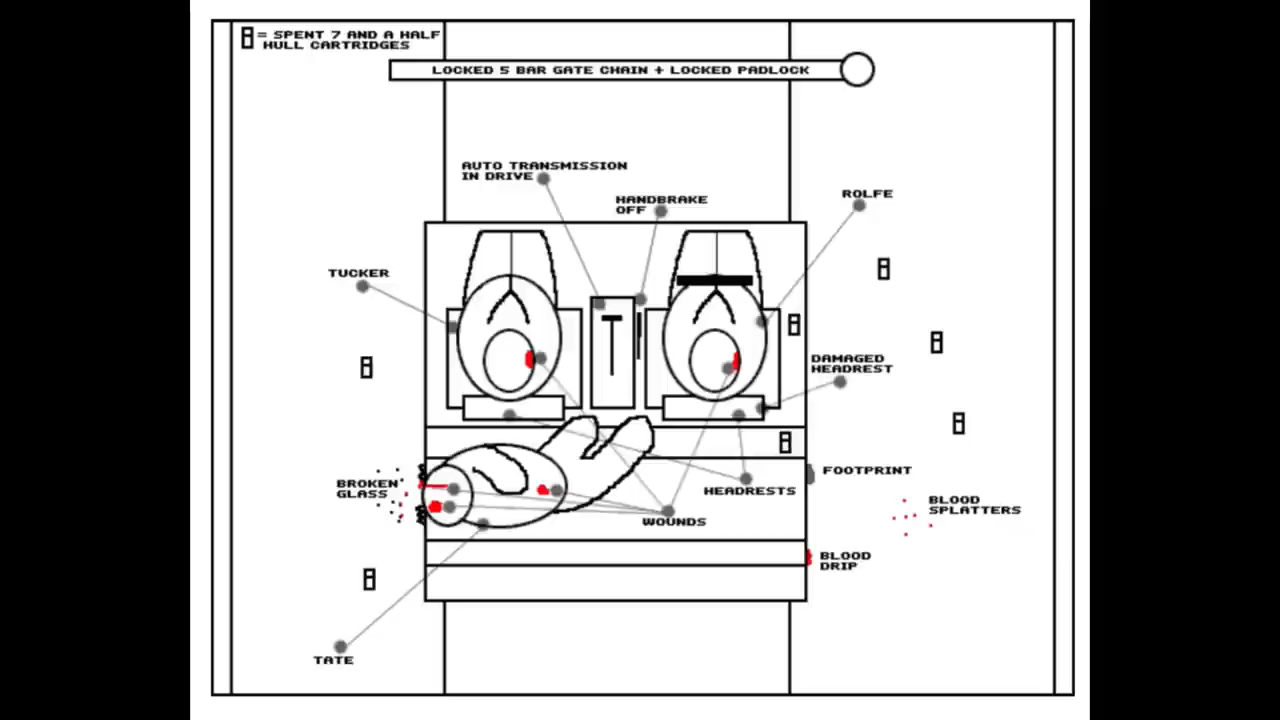 = SPENT 7 AND A HALF
HULL CARTRIDGES
LOCKED 5 BAR GATE CHAIN + LOCKED PADLOCK
AUTO TRANSMISSION
IN DRIVE
HANDBRAKE
OFF
ROLFE
TUCKER
DAMAGED
HEADREST
FOOTPRINT
BROKEN
GLASS
HEADRESTS
BLOOD
SPLATTERS
WOUNDS
BLOOD
DRIP
TATE